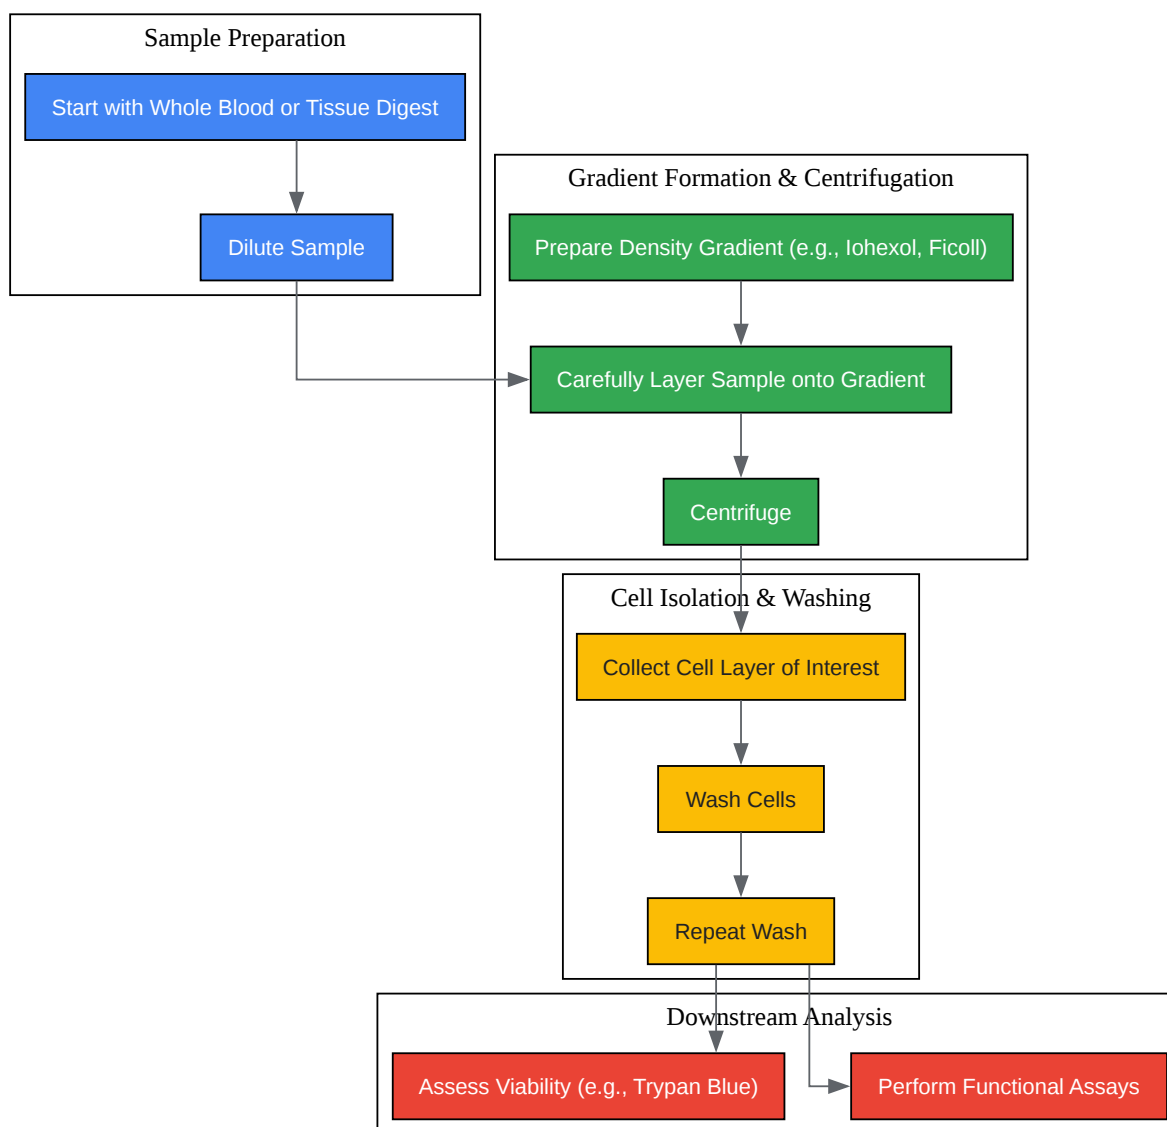 Sample Preparation
Start with Whole Blood or Tissue Digest
Dilute Sample
Gradient Formation & Centrifugation
Prepare Density Gradient (e.g., Iohexol, Ficoll)
Carefully Layer Sample onto Gradient
Centrifuge
Cell Isolation & Washing
Collect Cell Layer of Interest
Wash Cells
Repeat Wash
Downstream Analysis
Assess Viability (e.g., Trypan Blue)
Perform Functional Assays